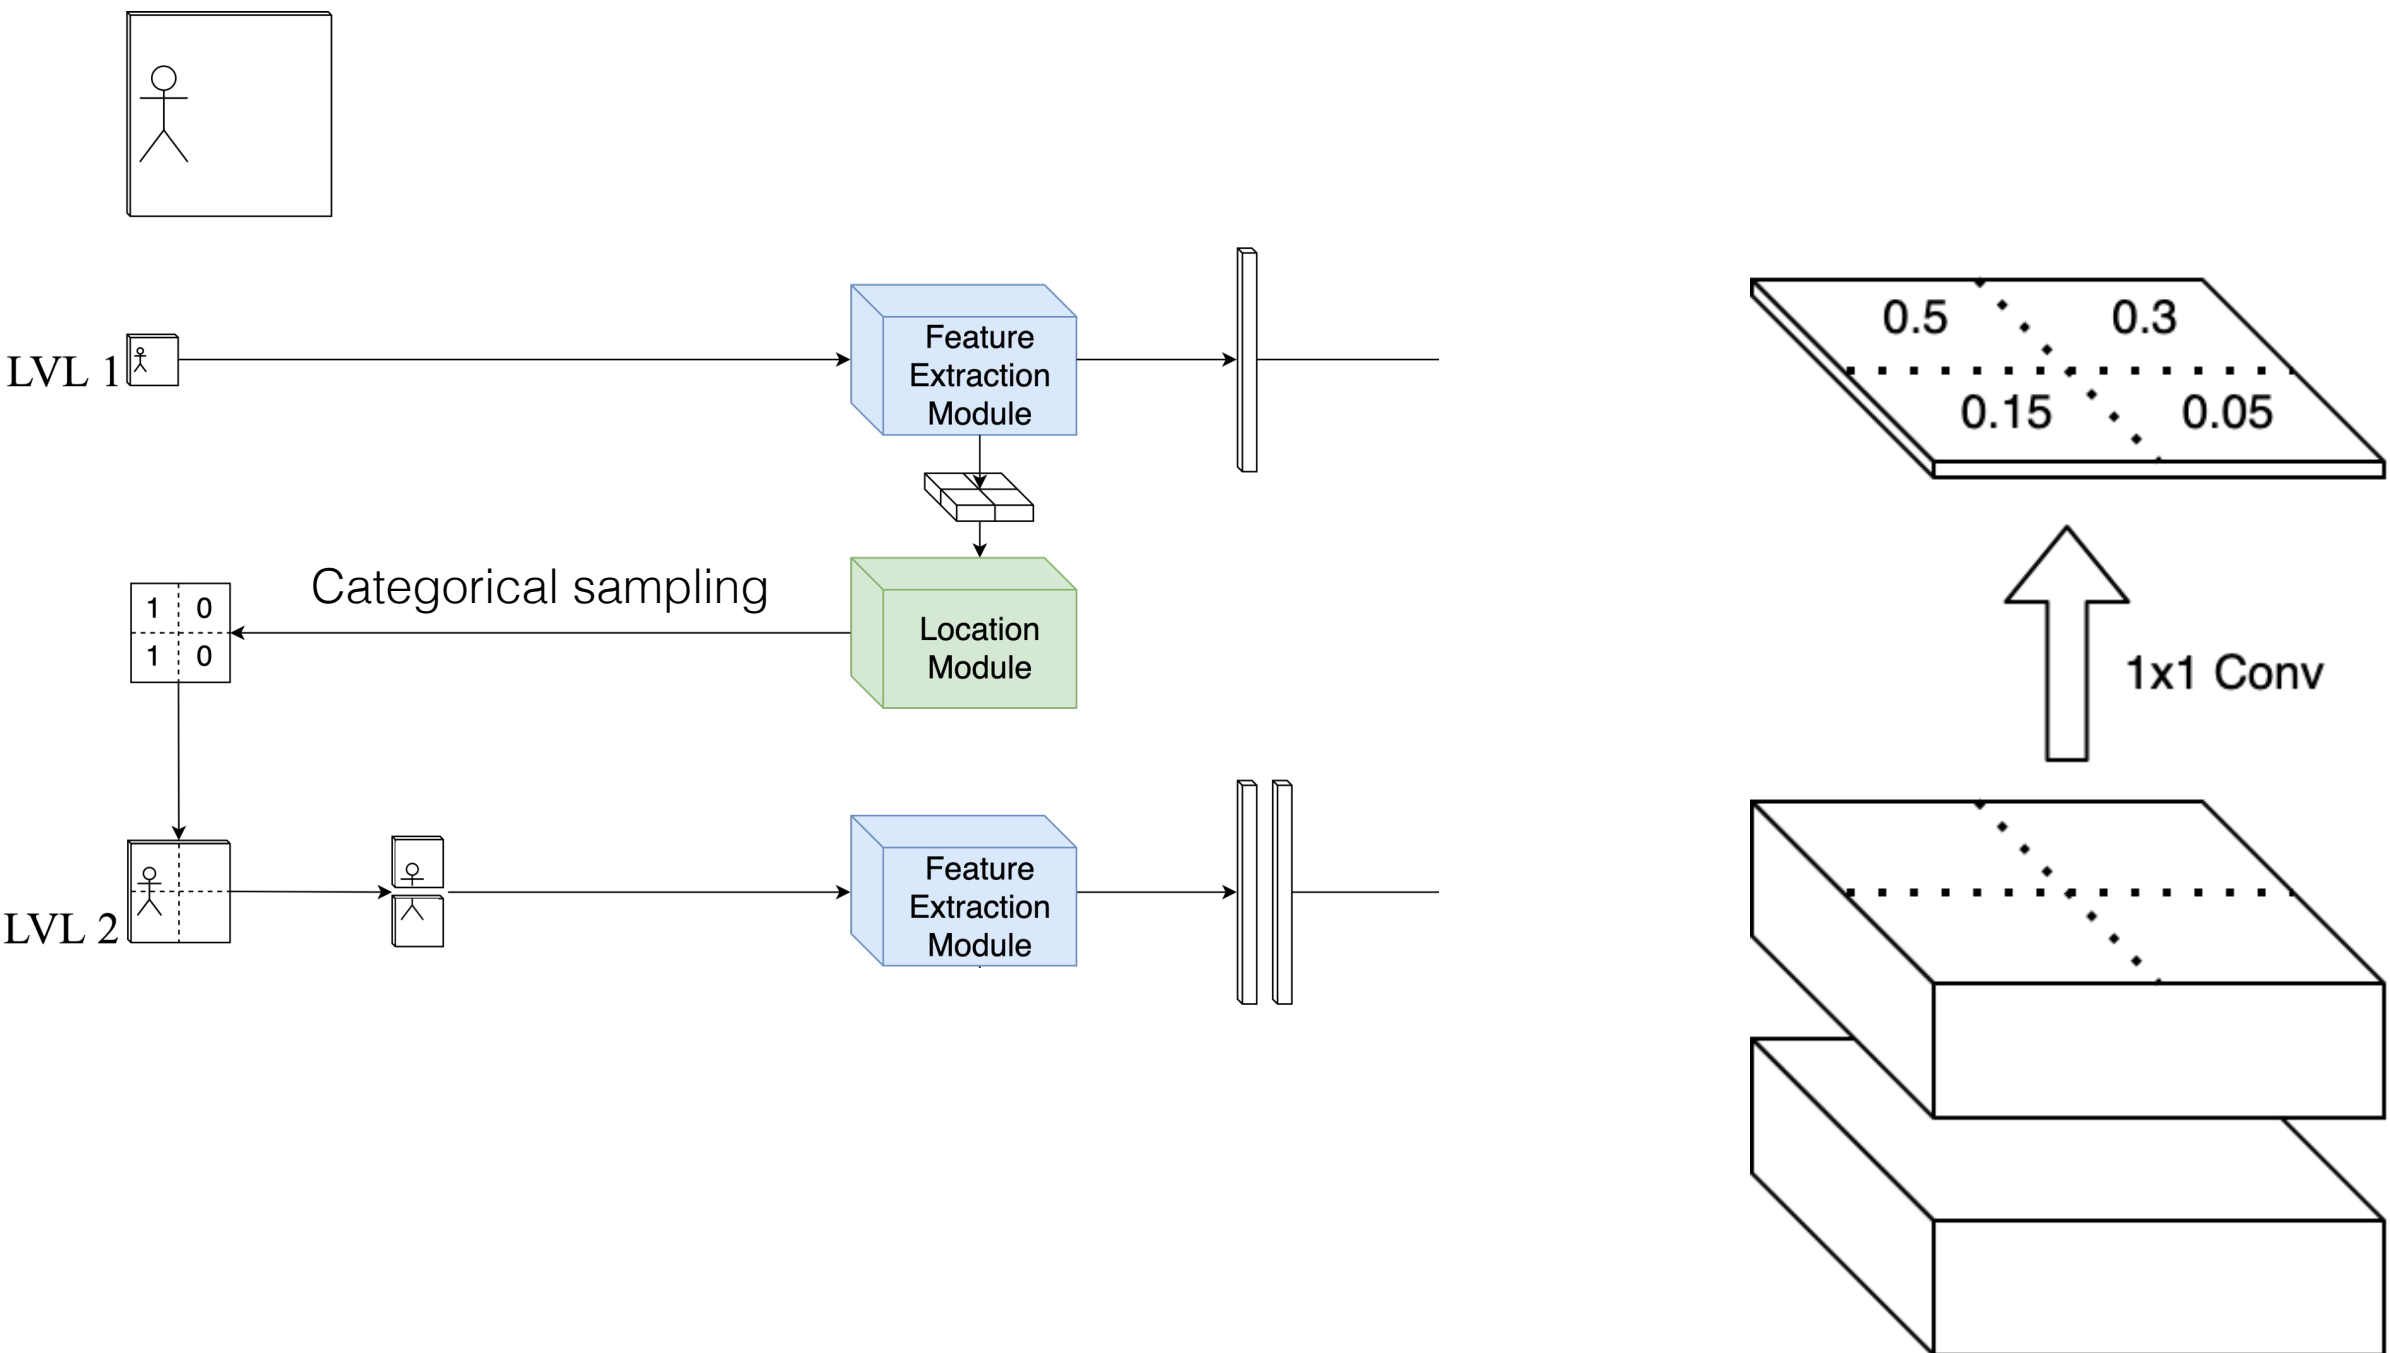 LVL 1
Feature
Extraction
Module
0.5 0.3
0.15 0.05
Categorical sampling
1 0
1 0
Location
Module
1x1 Conv
LVL 2
Feature
Extraction
Module